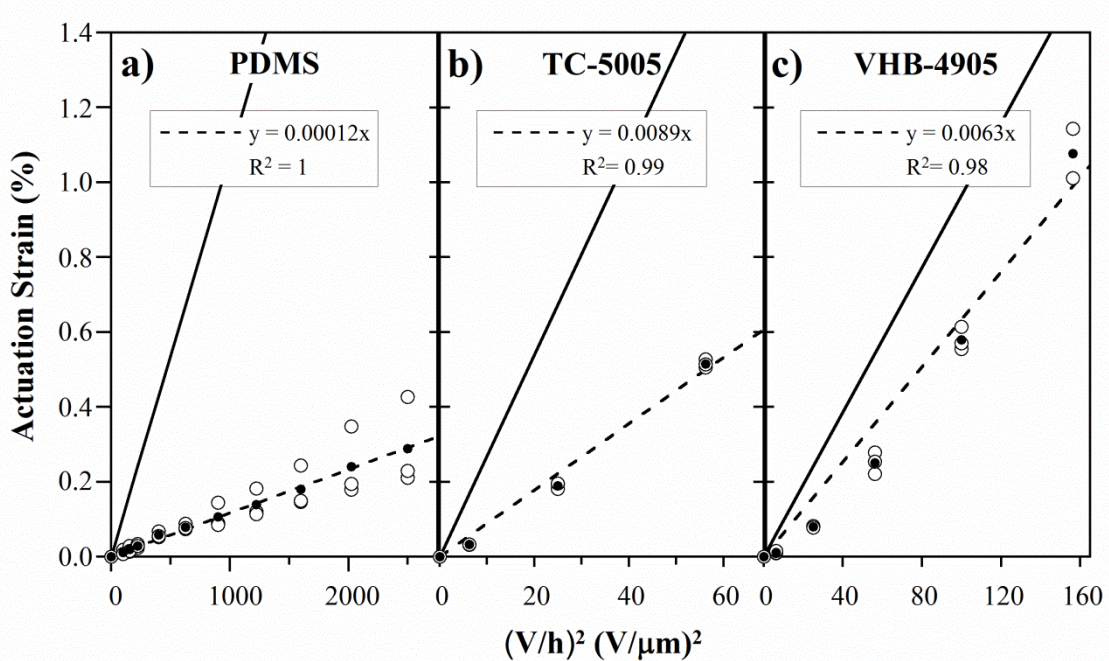 a) PDMS
y = 0.00012x
R² = 1
b) TC-5005
y = 0.0089x
R²= 0.99
c) VHB-4905
y = 0.0063x
R²= 0.98
Actuation Strain (%)
1.4
1.2
1.0
0.8
0.6
0.4
0.2
0.0
0 1000 2000
0 20 40 60
0 40 80 120 160
(V/h)² (V/μm)²